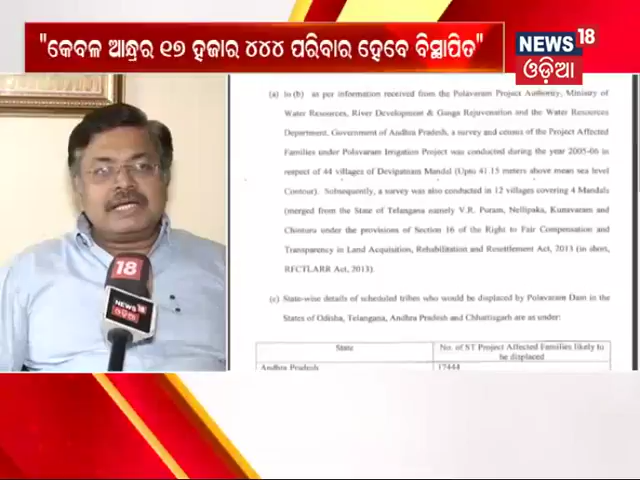 "କେବଳ ଆନ୍ଧ୍ରର ୧୭ ହଜାର ୪୪୪ ପରିବାର ହେବେ ବିସ୍ଥାପିତ"
NEWS18
ଓଡ଼ିଆ
(a) to (b) as per information received from the Polavaram Project Authority, Ministry of
Water Resources, River Development & Ganga Rejuvenation and the Water Resources
Department, Government of Andhra Pradesh, a survey and census of the Project Affected
Families under Polavaram Irrigation Project was conducted during the year 2005-06 in
respect of 44 villages of Devipatnam Mandal (Upto 41.15 meters above mean sea level
Contour). Subsequently, a survey was also conducted in 12 villages covering 4 Mandals
(merged from the State of Telangana namely V.R. Puram, Nellipaka, Kunavaram and
Chintura under the provisions of Section 16 of the Right to Fair Compensation and
Transparency in Land Acquisition, Rehabilitation and Resettlement Act, 2013 (in short,
RFCTLARR Act, 2013).
(c) State-wise details of scheduled tribes who would be displaced by Polavaram Dam in the
States of Odisha, Telangana, Andhra Pradesh and Chhattisgarh are as under:
State No. of ST Project Affected Families likely to
be displaced
Andhra Pradesh 17444
18
NEWS18
ଓଡ଼ିଆ